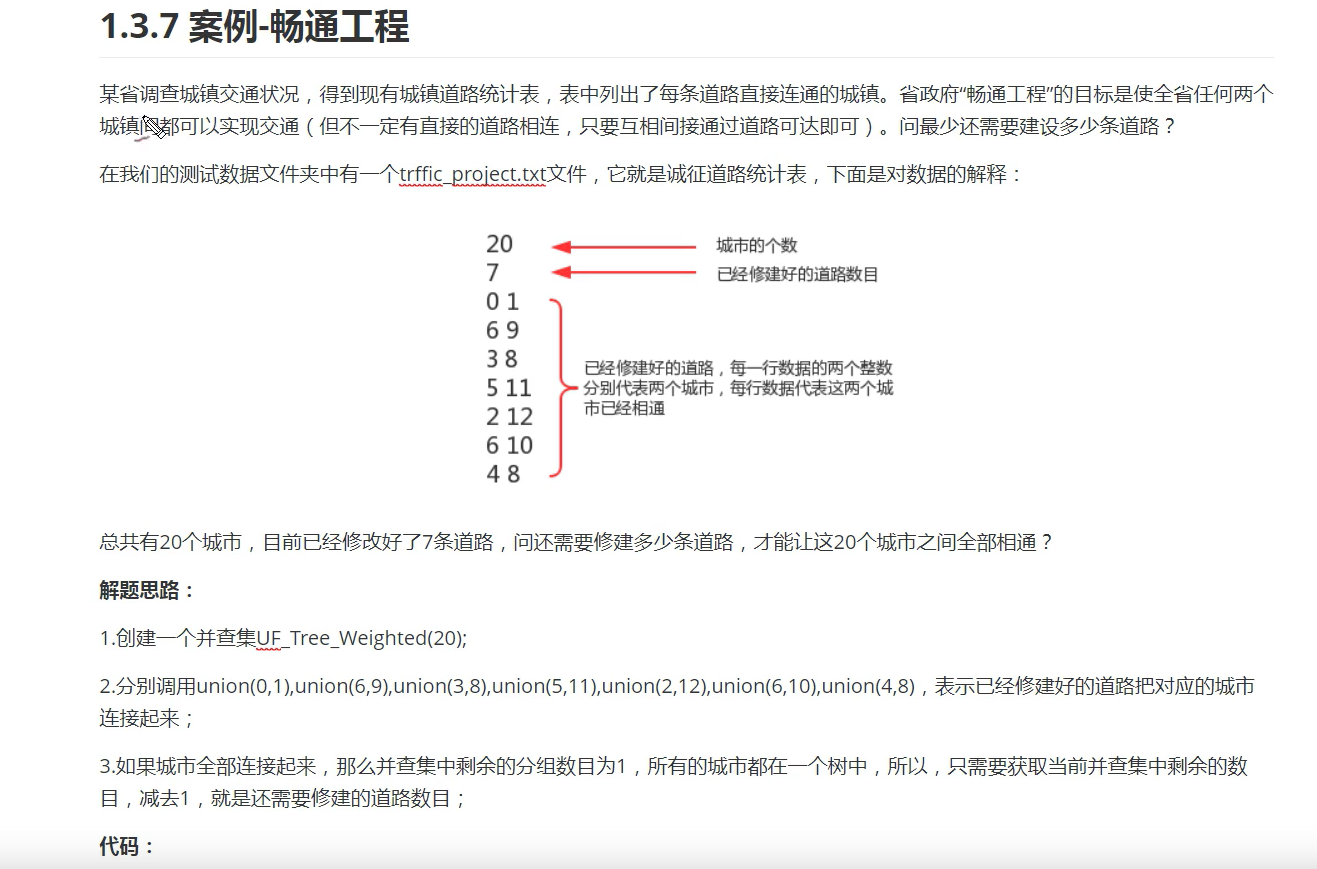 1.3.7 案例-畅通工程
某省调查城镇交通状况，得到现有城镇道路统计表，表中列出了每条道路直接连通的城镇。省政府“畅通工程”的目标是使全省任何两个
城镇间都可以实现交通（但不一定有直接的道路相连，只要互相间接通过道路可达即可）。问最少还需要建设多少条道路？
在我们的测试数据文件夹中有一个trffic_project.txt文件，它就是诚征道路统计表，下面是对数据的解释：
20
城市的个数
7
已经修建好的道路数目
0 1
6 9
3 8
5 11
2 12
6 10
4 8
已经修建好的道路，每一行数据的两个整数
分别代表两个城市，每行数据代表这两个城
市已经相通
总共有20个城市，目前已经修改好了7条道路，问还需要修建多少条道路，才能让这20个城市之间全部相通？
解题思路：
1.创建一个并查集UF_Tree_Weighted(20);
2.分别调用union(0,1),union(6,9),union(3,8),union(5,11),union(2,12),union(6,10),union(4,8)，表示已经修建好的道路把对应的城市
连接起来；
3.如果城市全部连接起来，那么并查集中剩余的分组数目为1，所有的城市都在一个树中，所以，只需要获取当前并查集中剩余的数
目，减去1，就是还需要修建的道路数目；
代码：